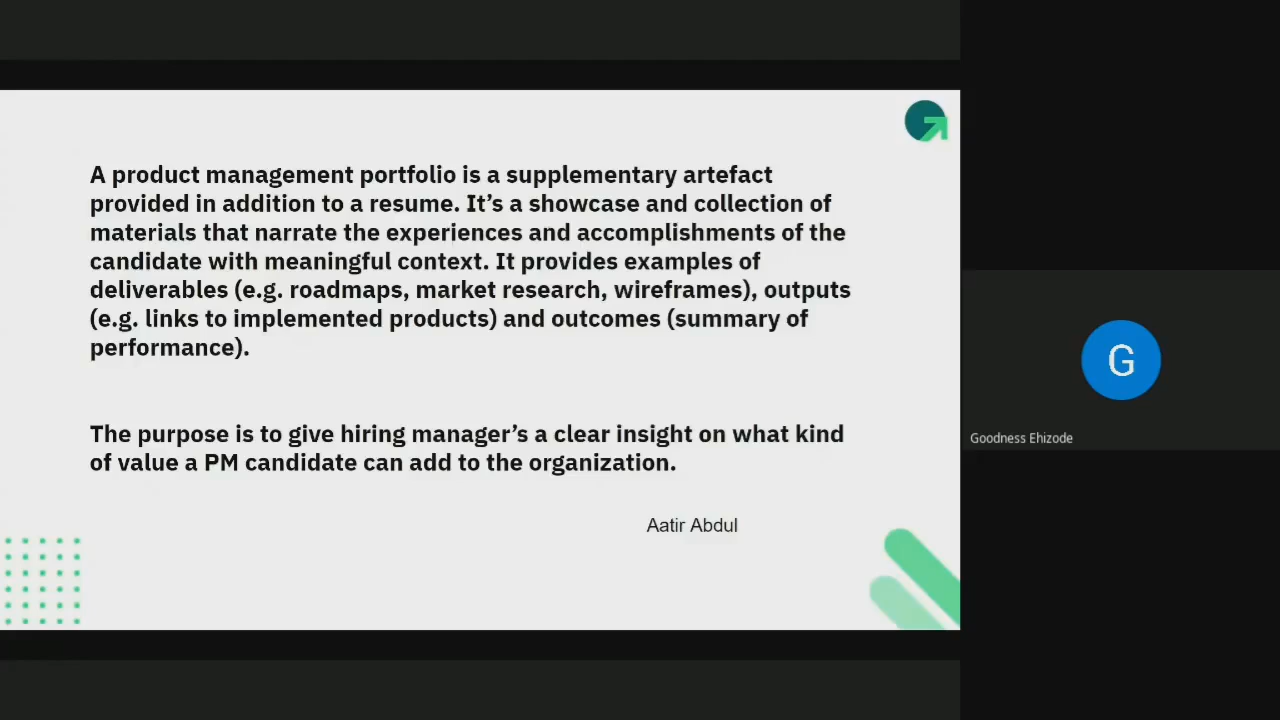 A product management portfolio is a supplementary artefact
provided in addition to a resume. It’s a showcase and collection of
materials that narrate the experiences and accomplishments of the
candidate with meaningful context. It provides examples of
deliverables (e.g. roadmaps, market research, wireframes), outputs
(e.g. links to implemented products) and outcomes (summary of
performance).
The purpose is to give hiring manager’s a clear insight on what kind
of value a PM candidate can add to the organization.
Aatir Abdul
G
Goodness Ehizode